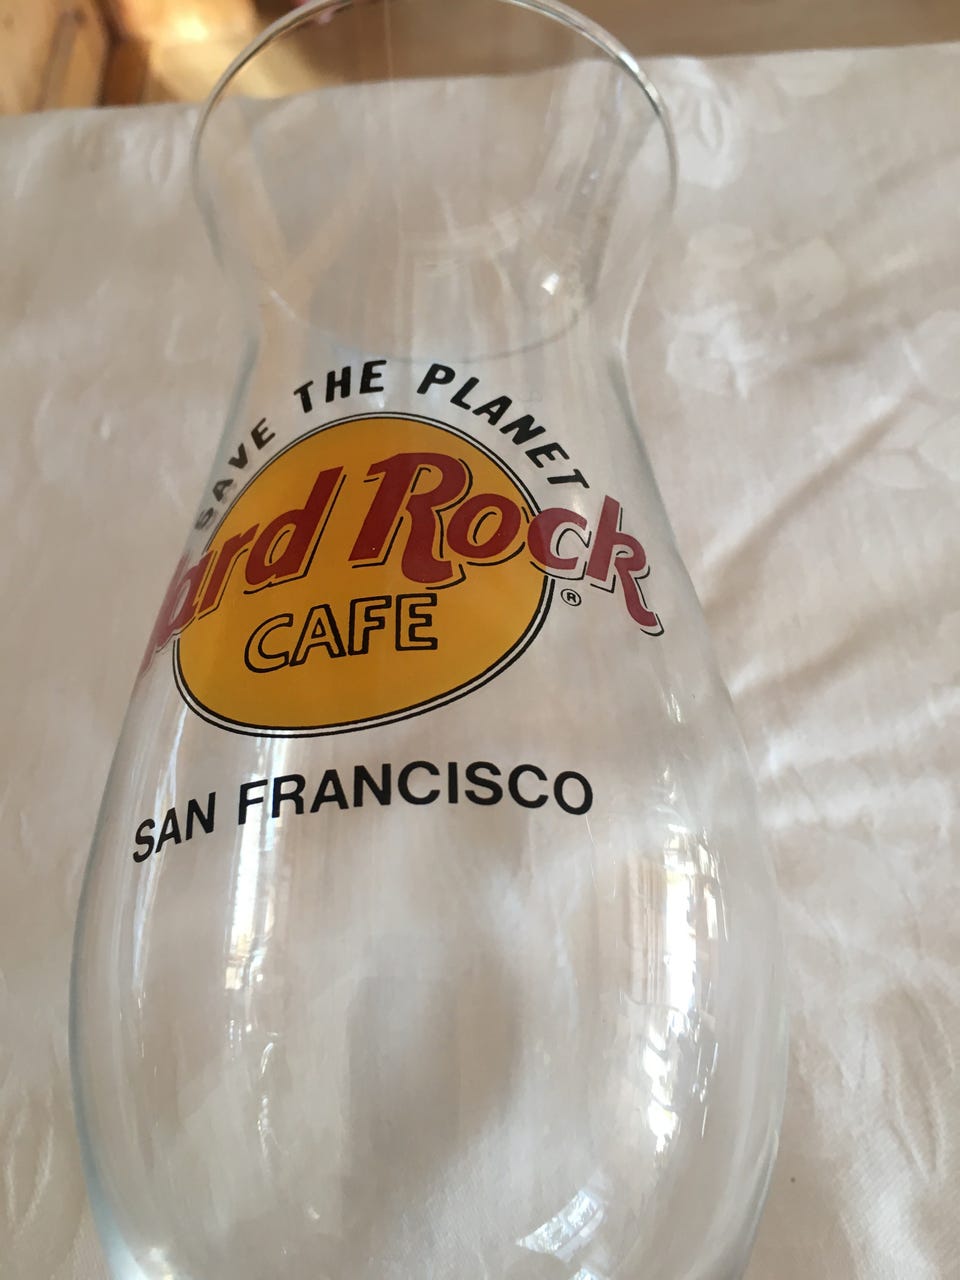 SAVE THE PLANET
Hard Rock
®
CAFE
SAN FRANCISCO